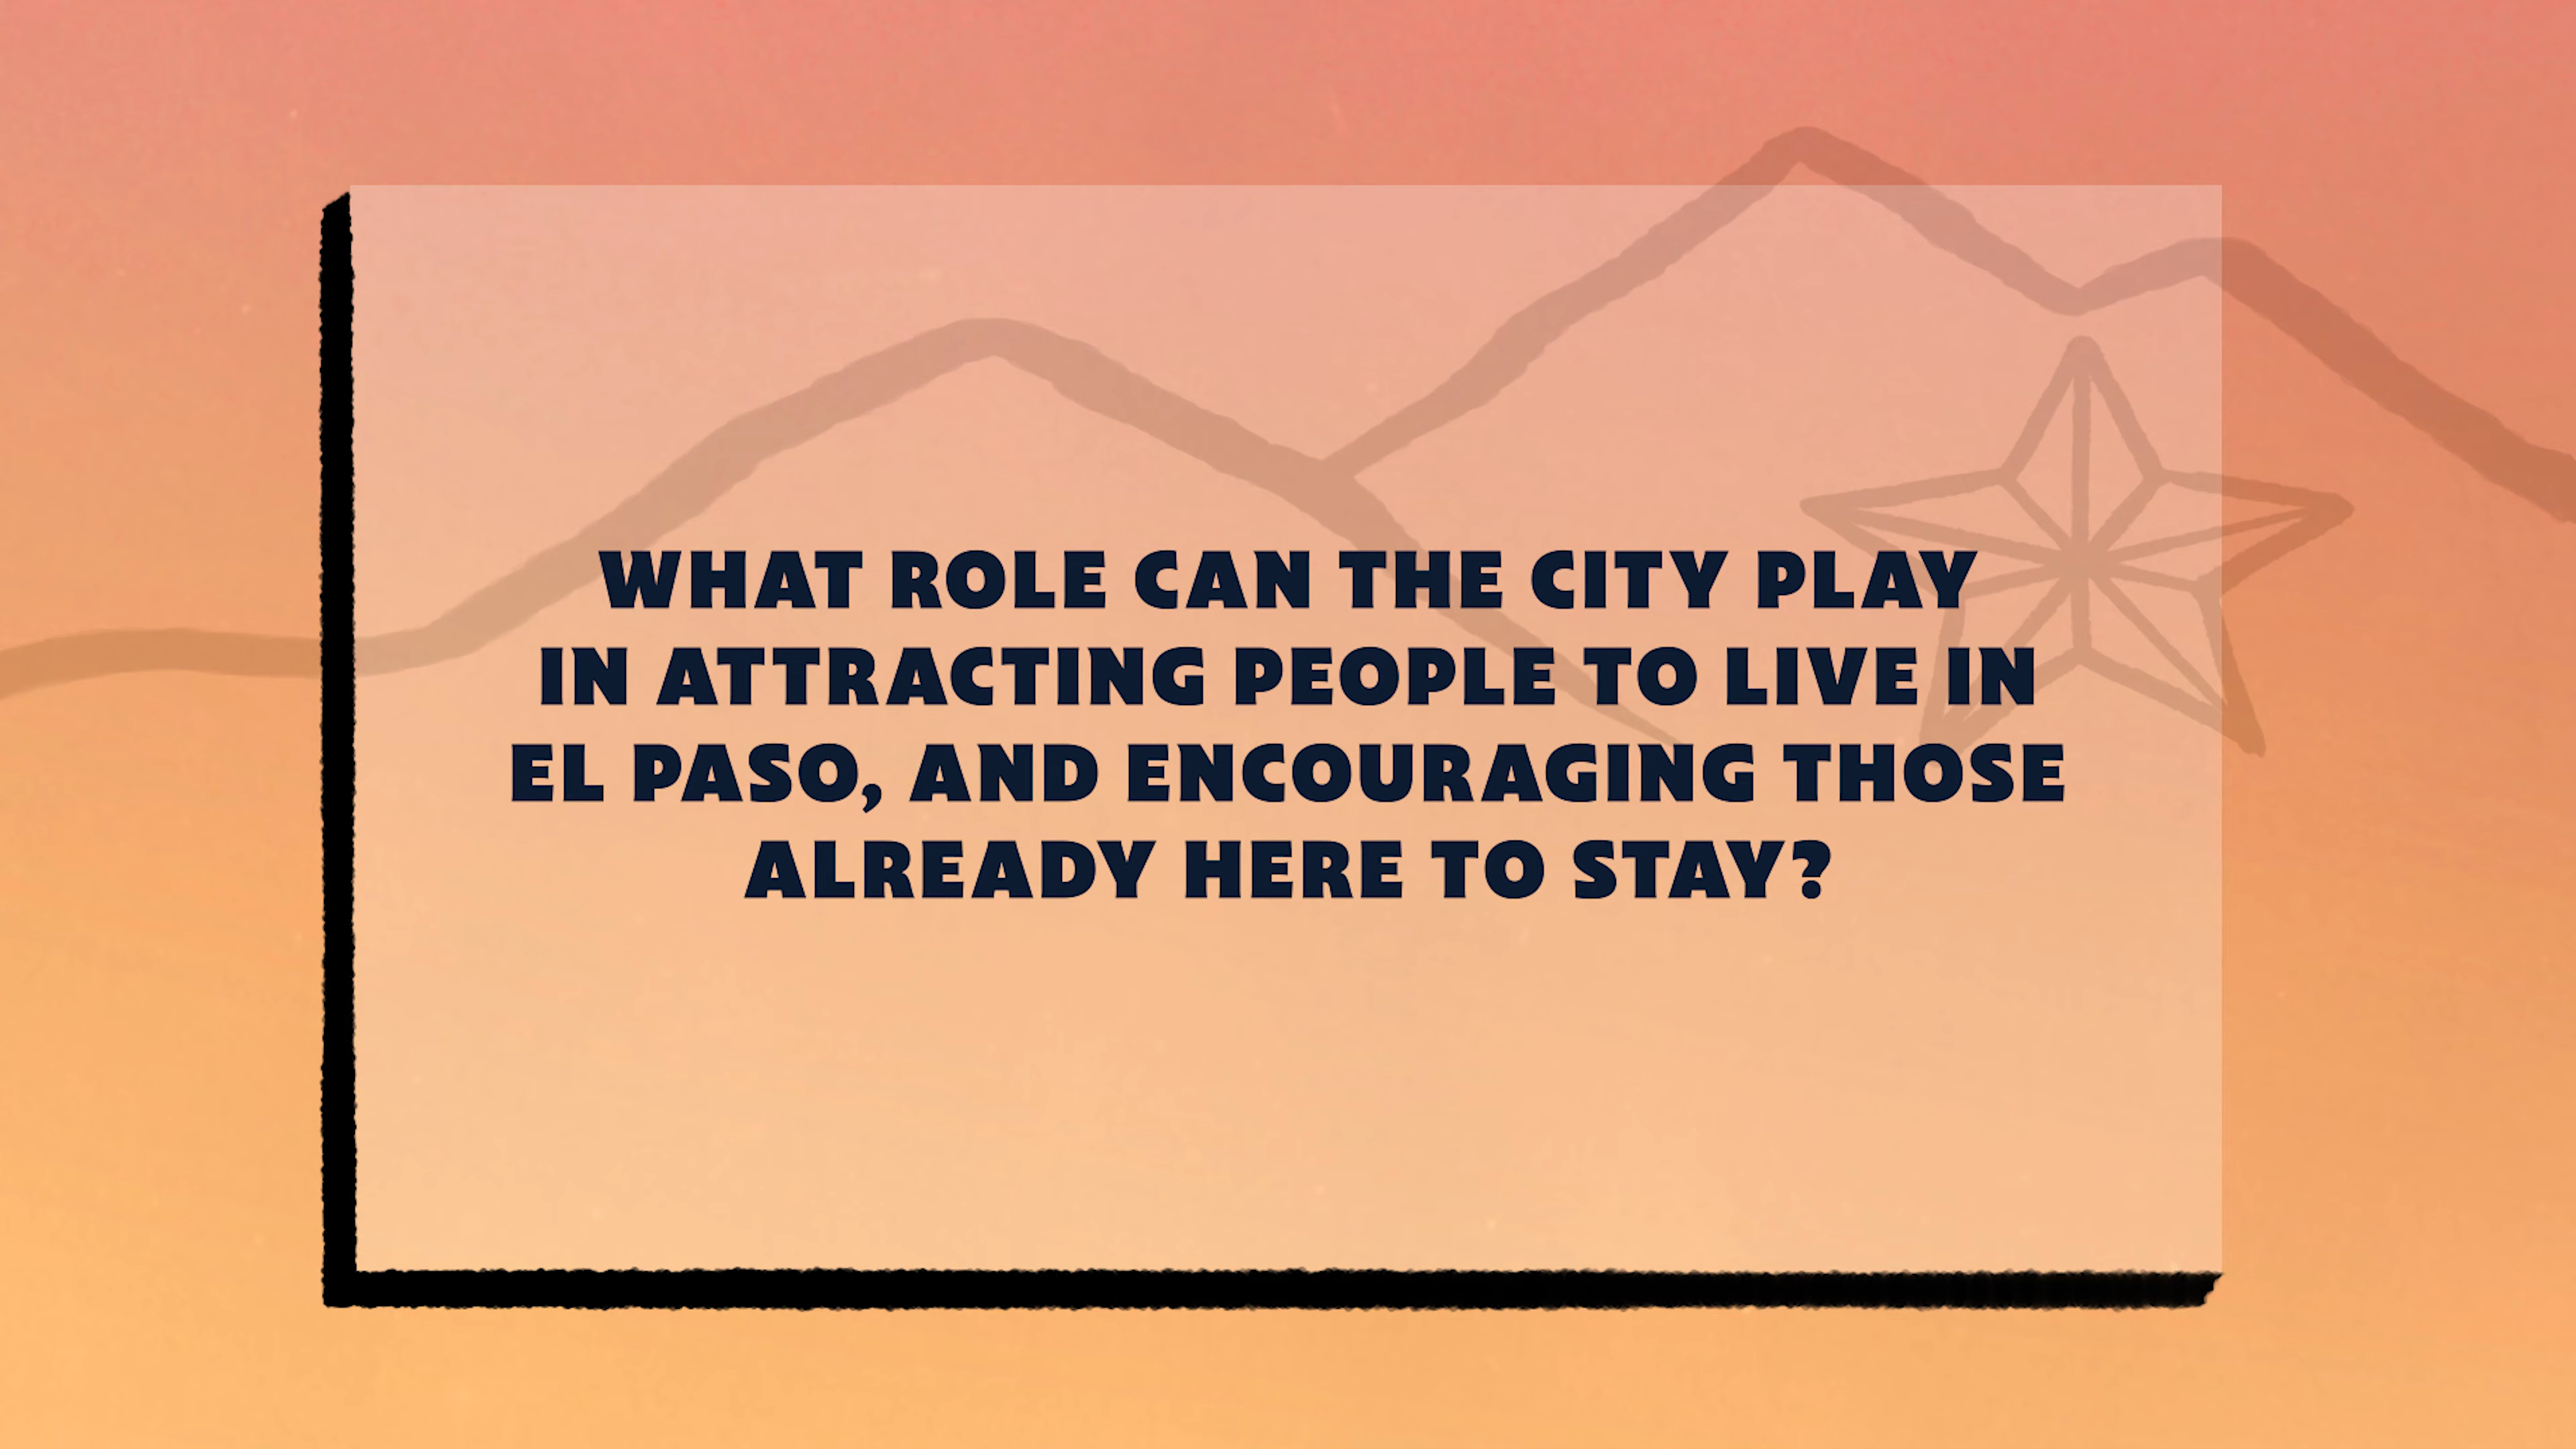 WHAT ROLE CAN THE CITY PLAY
IN ATTRACTING PEOPLE TO LIVE IN
EL PASO, AND ENCOURAGING THOSE
ALREADY HERE TO STAY?